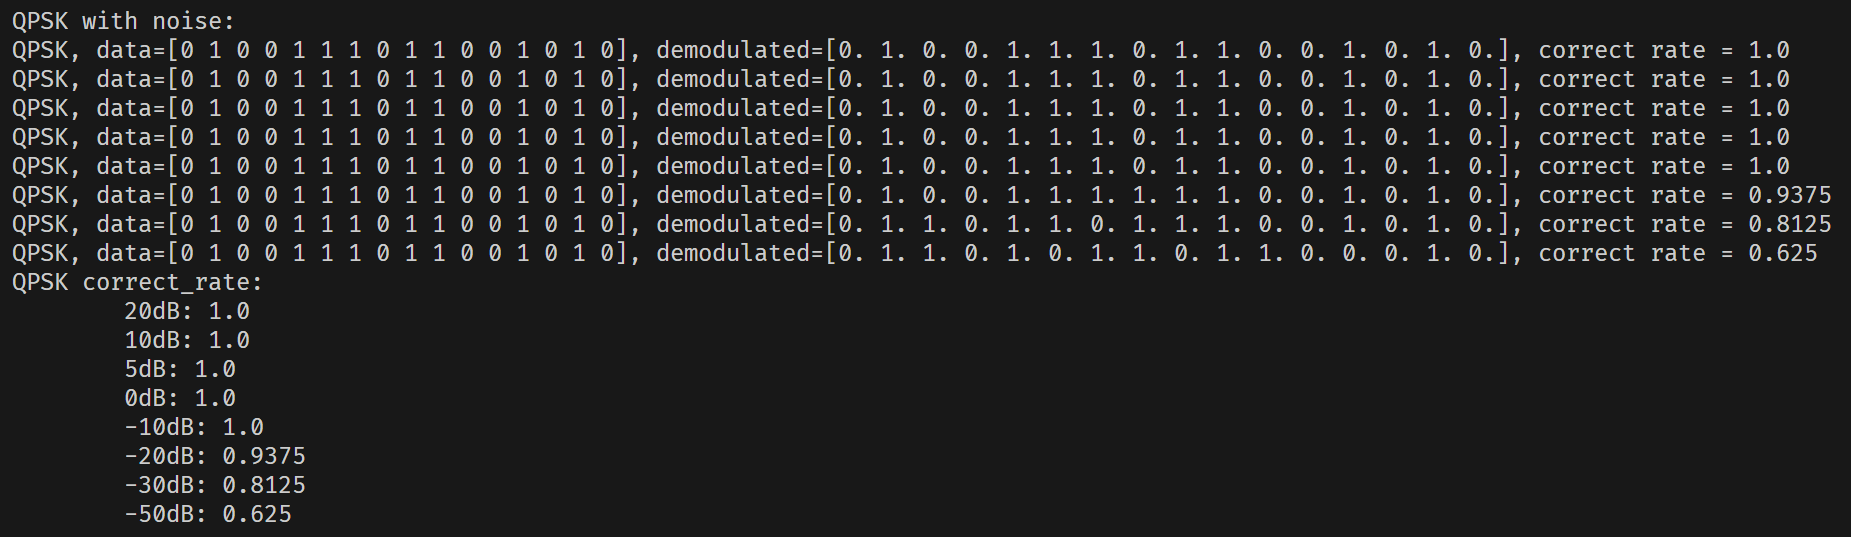 QPSK with noise:
QPSK, data=[0 1 0 0 1 1 1 0 1 1 0 0 1 0 1 0], demodulated=[0. 1. 0. 0. 1. 1. 1. 0. 1. 1. 0. 0. 1. 0. 1. 0.], correct rate = 1.0
QPSK, data=[0 1 0 0 1 1 1 0 1 1 0 0 1 0 1 0], demodulated=[0. 1. 0. 0. 1. 1. 1. 0. 1. 1. 0. 0. 1. 0. 1. 0.], correct rate = 1.0
QPSK, data=[0 1 0 0 1 1 1 0 1 1 0 0 1 0 1 0], demodulated=[0. 1. 0. 0. 1. 1. 1. 0. 1. 1. 0. 0. 1. 0. 1. 0.], correct rate = 1.0
QPSK, data=[0 1 0 0 1 1 1 0 1 1 0 0 1 0 1 0], demodulated=[0. 1. 0. 0. 1. 1. 1. 0. 1. 1. 0. 0. 1. 0. 1. 0.], correct rate = 1.0
QPSK, data=[0 1 0 0 1 1 1 0 1 1 0 0 1 0 1 0], demodulated=[0. 1. 0. 0. 1. 1. 1. 0. 1. 1. 0. 0. 1. 0. 1. 0.], correct rate = 1.0
QPSK, data=[0 1 0 0 1 1 1 0 1 1 0 0 1 0 1 0], demodulated=[0. 1. 0. 0. 1. 1. 1. 1. 1. 1. 0. 0. 1. 0. 1. 0.], correct rate = 0.9375
QPSK, data=[0 1 0 0 1 1 1 0 1 1 0 0 1 0 1 0], demodulated=[0. 1. 1. 0. 1. 1. 0. 1. 1. 1. 0. 0. 1. 0. 1. 0.], correct rate = 0.8125
QPSK, data=[0 1 0 0 1 1 1 0 1 1 0 0 1 0 1 0], demodulated=[0. 1. 1. 0. 1. 0. 1. 1. 0. 1. 1. 0. 0. 0. 1. 0.], correct rate = 0.625
QPSK correct_rate:
20dB: 1.0
10dB: 1.0
5dB: 1.0
0dB: 1.0
-10dB: 1.0
-20dB: 0.9375
-30dB: 0.8125
-50dB: 0.625